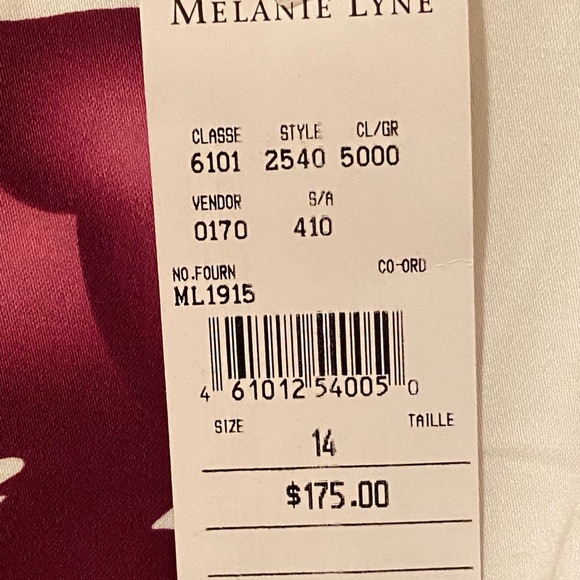 MELANIE LYNE
CLASSE STYLE CL/GR
6101 2540 5000
VENDOR S/A
0170 410
NO.FOURN CO-ORD
ML1915
4 61012 54005 0
SIZE TAILLE
14
$175.00